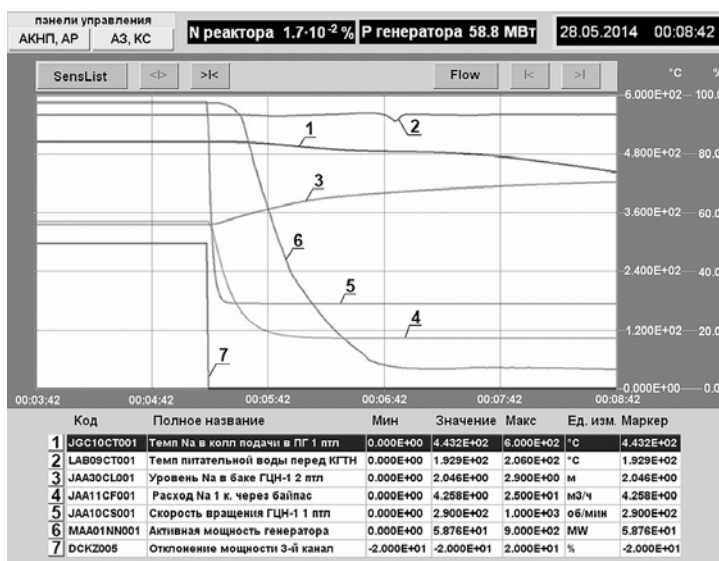 панели управления
АКНП, АР АЗ, КС N реактора 1.7·10⁻² % P генератора 58.8 МВт 28.05.2014 00:08:42
SensList <|> >|< Flow |< >| °C %
6.000E+02 100.0
1 2
4.800E+02 80.0
3
3.600E+02 60.0
6
2.400E+02 40.0
5
4
1.200E+02 20.0
7
0.000E+00 0.0
00:03:42 00:04:42 00:05:42 00:06:42 00:07:42 00:08:42
Код Полное название Мин Значение Макс Ед. изм. Маркер
1 JGC10CT001 Темп Na в колл подачи в ПГ 1 птл 0.000E+00 4.432E+02 6.000E+02 °C 4.432E+02
2 LAB09CT001 Темп питательной воды перед КГТН 0.000E+00 1.929E+02 2.060E+02 °C 1.929E+02
3 JAA30CL001 Уровень Na в баке ГЦН-1 2 птл 0.000E+00 2.046E+00 2.900E+00 м 2.046E+00
4 JAA11CF001 Расход Na 1 к. через байпас 0.000E+00 4.258E+00 2.500E+01 м3/ч 4.258E+00
5 JAA10CS001 Скорость вращения ГЦН-1 1 птл 0.000E+00 2.900E+02 1.000E+03 об/мин 2.900E+02
6 MAA01NN001 Активная мощность генератора 0.000E+00 5.876E+01 9.000E+02 MW 5.876E+01
7 DCKZ005 Отклонение мощности 3-й канал -2.000E+01 -2.000E+01 2.000E+01 % -2.000E+01